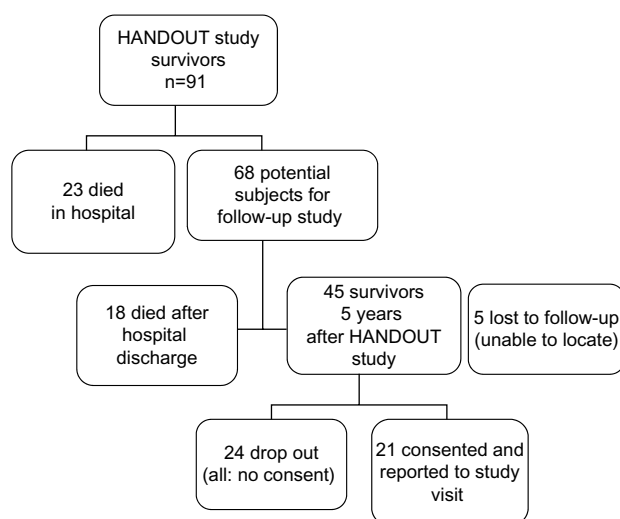 HANDOUT study
survivors
n=91
23 died
in hospital
68 potential
subjects for
follow-up study
18 died after
hospital
discharge
45 survivors
5 years
after HANDOUT
study
5 lost to follow-up
(unable to locate)
24 drop out
(all: no consent)
21 consented and
reported to study
visit